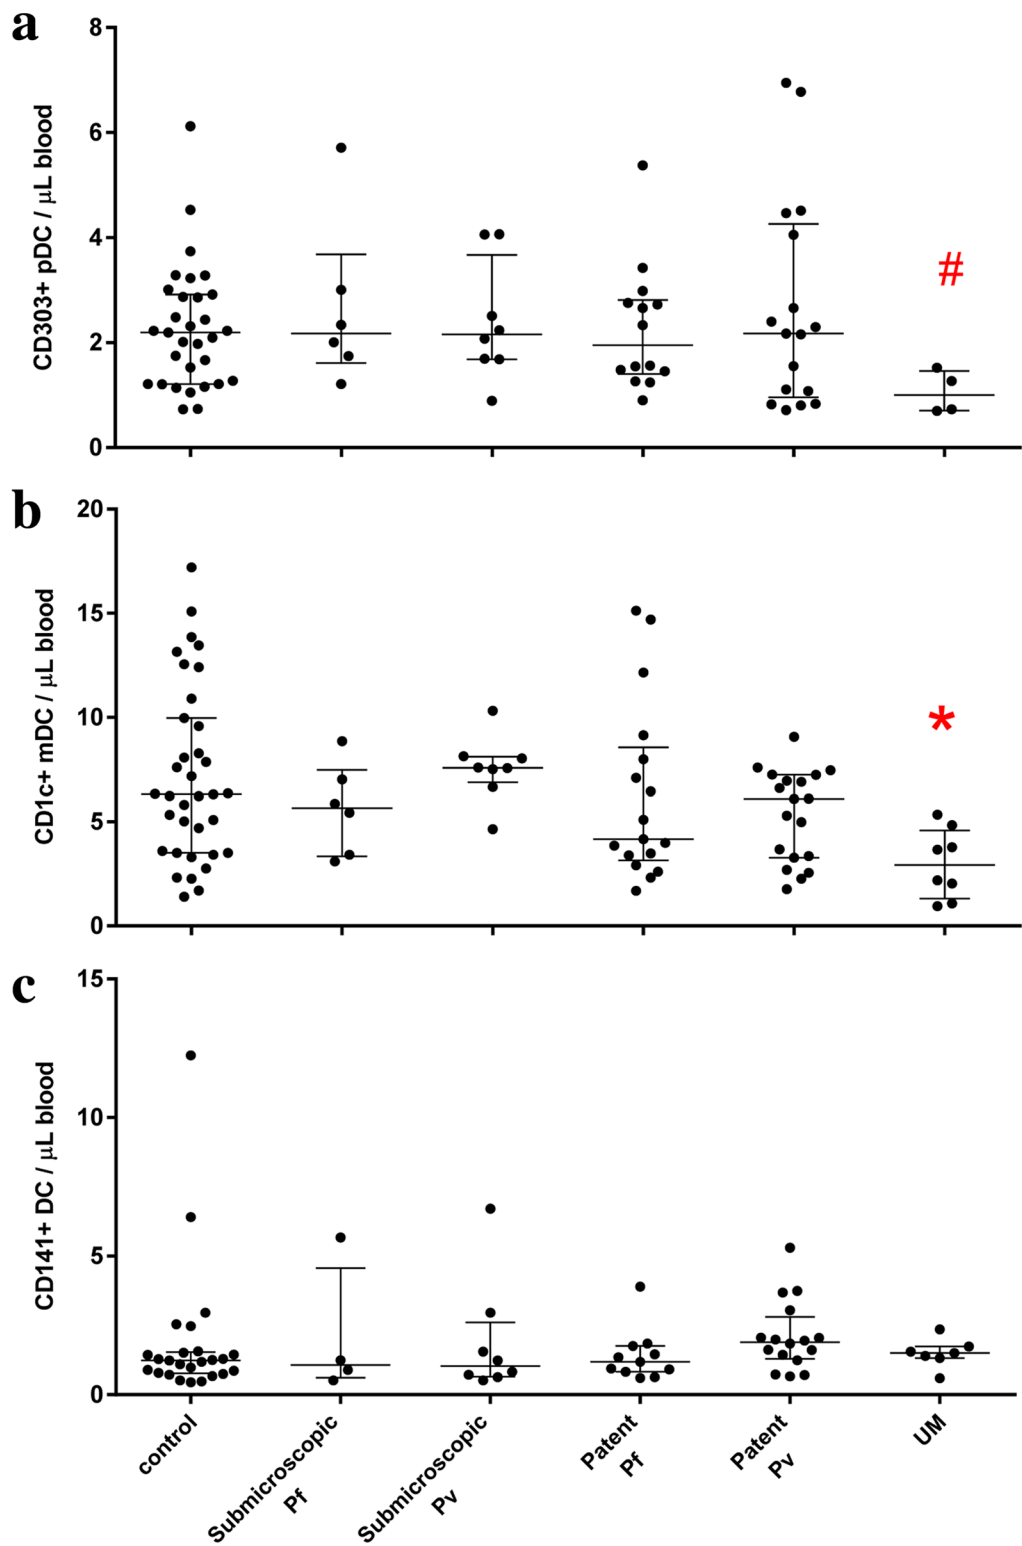 a
CD303+ pDC / μL blood
8
6
4
2
0
#
b
CD1c+ mDC / μL blood
20
15
10
5
0
*
c
CD141+ DC / μL blood
15
10
5
0
control
Submicroscopic
Pf
Submicroscopic
Pv
Patent
Pf
Patent
Pv
UM